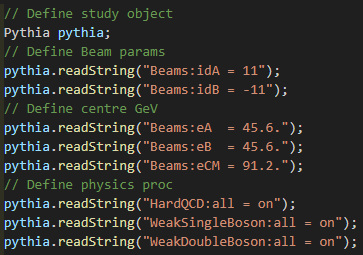 // Define study object
Pythia pythia;
// Define Beam params
pythia.readString("Beams:idA = 11");
pythia.readString("Beams:idB = -11");
// Define centre GeV
pythia.readString("Beams:eA  = 45.6.");
pythia.readString("Beams:eB  = 45.6.");
pythia.readString("Beams:eCM = 91.2.");
// Define physics proc
pythia.readString("HardQCD:all = on");
pythia.readString("WeakSingleBoson:all = on");
pythia.readString("WeakDoubleBoson:all = on");